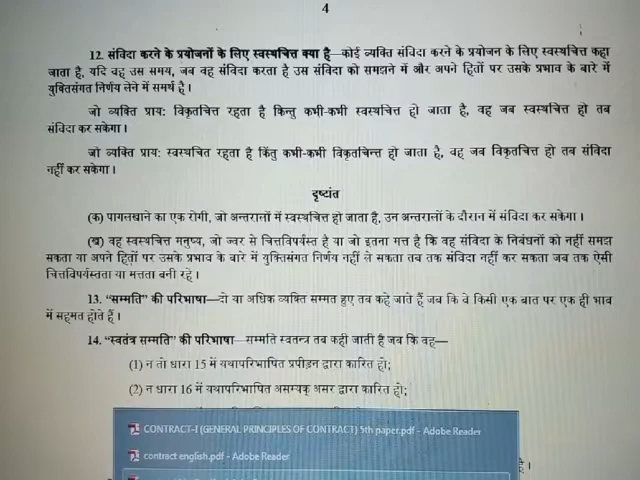 4
12. संविदा करने के प्रयोजनों के लिए स्वस्थचित्त क्या है—कोई व्यक्ति संविदा करने के प्रयोजन के लिए स्वस्थचित्त कहा
जाता है, यदि वह उस समय, जब वह संविदा करता है उस संविदा को समझने में और अपने हितों पर उसके प्रभाव के बारे में
युक्तिसंगत निर्णय लेने में समर्थ है।
जो व्यक्ति प्राय: विकृतचित्त रहता है किन्तु कभी-कभी स्वस्थचित्त हो जाता है, वह जब स्वस्थचित्त हो तब
संविदा कर सकेगा।
जो व्यक्ति प्राय: स्वस्थचित रहता है किंतु कभी-कभी विकृतचिन्त हो जाता है, वह जब विकृतचित्त हो तब संविदा
नहीं कर सकेगा।
दृष्टांत
(क) पागलखाने का एक रोगी, जो अन्तरालों में स्वस्थचित्त हो जाता है, उन अन्तरालों के दौरान में संविदा कर सकेगा।
(ख) वह स्वस्थचित्त मनुष्य, जो ज्वर से चित्तविपर्यस्त है या जो इतना मत्त है कि वह संविदा के निबंधनों को नहीं समझ
सकता या अपने हितों पर उसके प्रभाव के बारे में युक्तिसंगत निर्णय नहीं ले सकता तब तक संविदा नहीं कर सकता जब तक ऐसी
चित्तविपर्यस्तता या मत्तता बनी रहे।
13. “सम्मति” की परिभाषा—दो या अधिक व्यक्ति सम्मत हुए तब कहे जाते हैं जब कि वे किसी एक बात पर एक ही भाव
में सहमत होते हैं।
14. “स्वतंत्र सम्मति” की परिभाषा—सम्मति स्वतन्त्र तब कही जाती है जब कि वह—
(1) न तो धारा 15 में यथापरिभाषित प्रपीड़न द्वारा कारित हो;
(2) न धारा 16 में यथापरिभाषित असम्यक् असर द्वारा कारित हो;
CONTRACT-I (GENERAL PRINCIPLES OF CONTRACT) 5th paper.pdf - Adobe Reader
contract english.pdf - Adobe Reader
है।